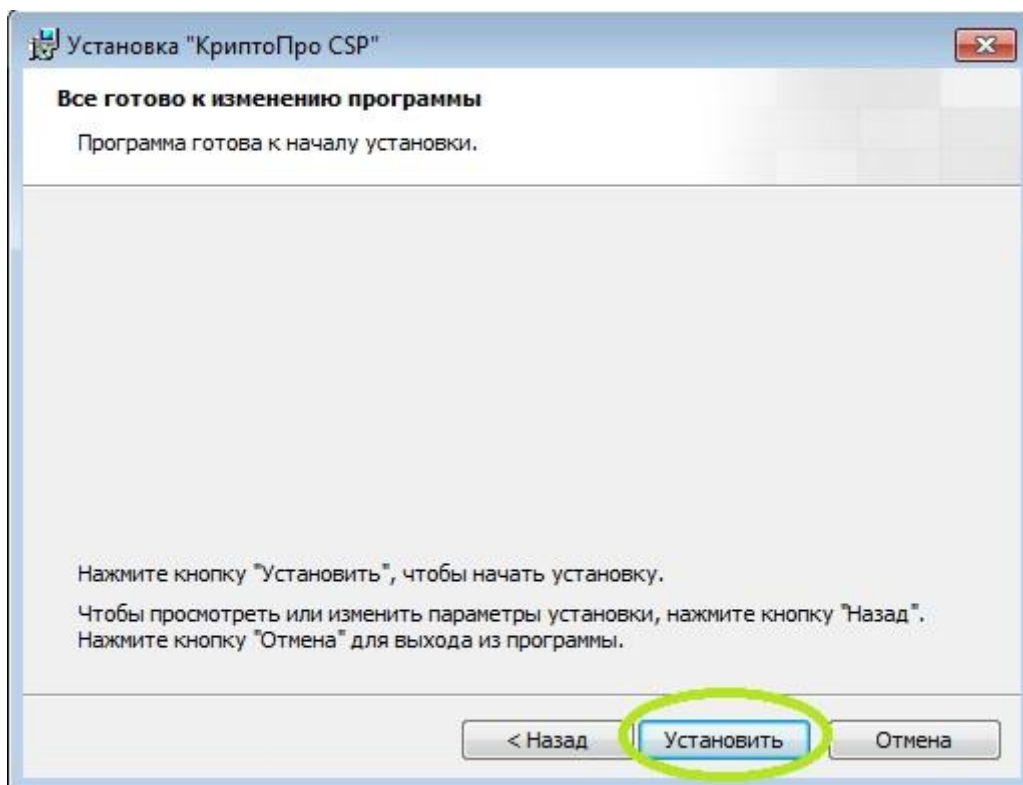 Установка "КриптоПро CSP"
Все готово к изменению программы
Программа готова к началу установки.
Нажмите кнопку "Установить", чтобы начать установку.
Чтобы просмотреть или изменить параметры установки, нажмите кнопку "Назад".
Нажмите кнопку "Отмена" для выхода из программы.
< Назад
Установить
Отмена